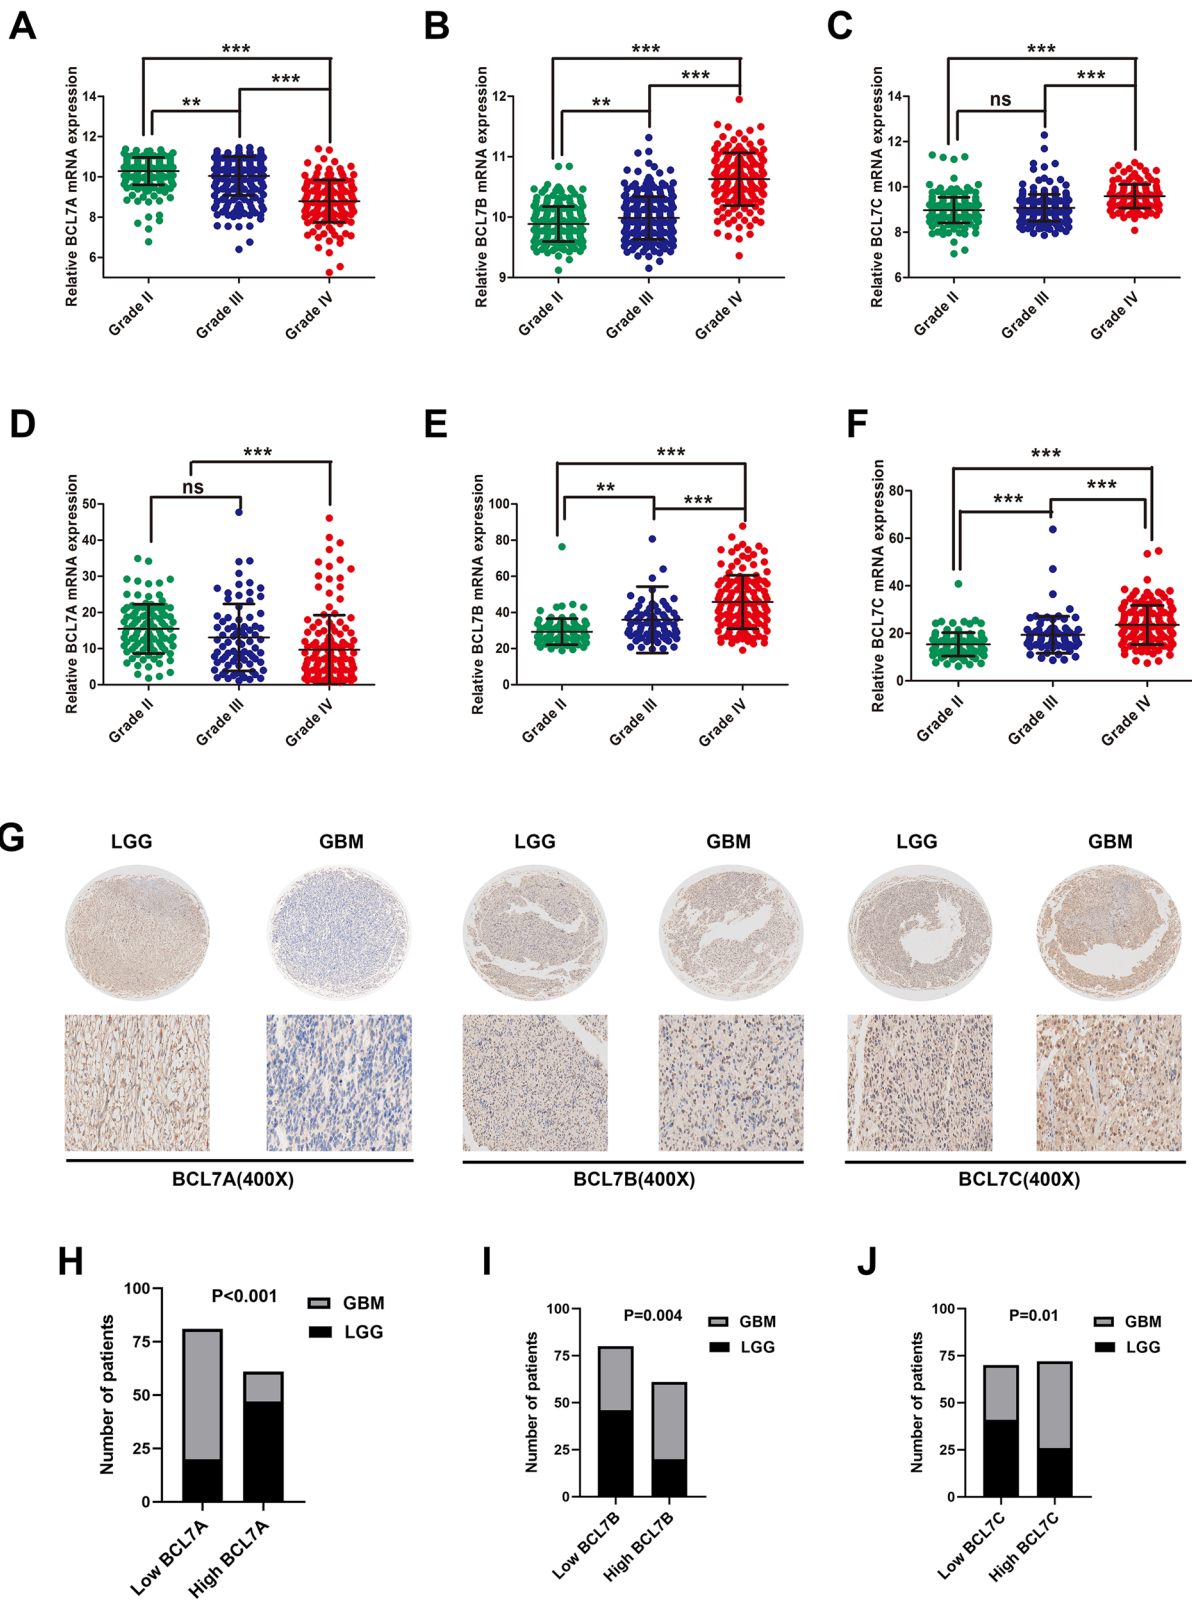 A
B
C
***
***
**
Relative BCL7A mRNA expression
14
12
10
8
6
Grade II
Grade III
Grade IV
***
***
**
Relative BCL7B mRNA expression
12
11
10
9
Grade II
Grade III
Grade IV
***
***
ns
Relative BCL7C mRNA expression
14
12
10
8
6
Grade II
Grade III
Grade IV
D
E
F
***
ns
Relative BCL7A mRNA expression
50
40
30
20
10
0
Grade II
Grade III
Grade IV
***
**
***
Relative BCL7B mRNA expression
100
80
60
40
20
0
Grade II
Grade III
Grade IV
***
***
***
Relative BCL7C mRNA expression
80
60
40
20
0
Grade II
Grade III
Grade IV
G
LGG
GBM
LGG
GBM
LGG
GBM
BCL7A(400X)
BCL7B(400X)
BCL7C(400X)
H
I
J
P<0.001
GBM
LGG
Number of patients
100
75
50
25
0
Low BCL7A
High BCL7A
P=0.004
GBM
LGG
Number of patients
100
75
50
25
0
Low BCL7B
High BCL7B
P=0.01
GBM
LGG
Number of patients
100
75
50
25
0
Low BCL7C
High BCL7C